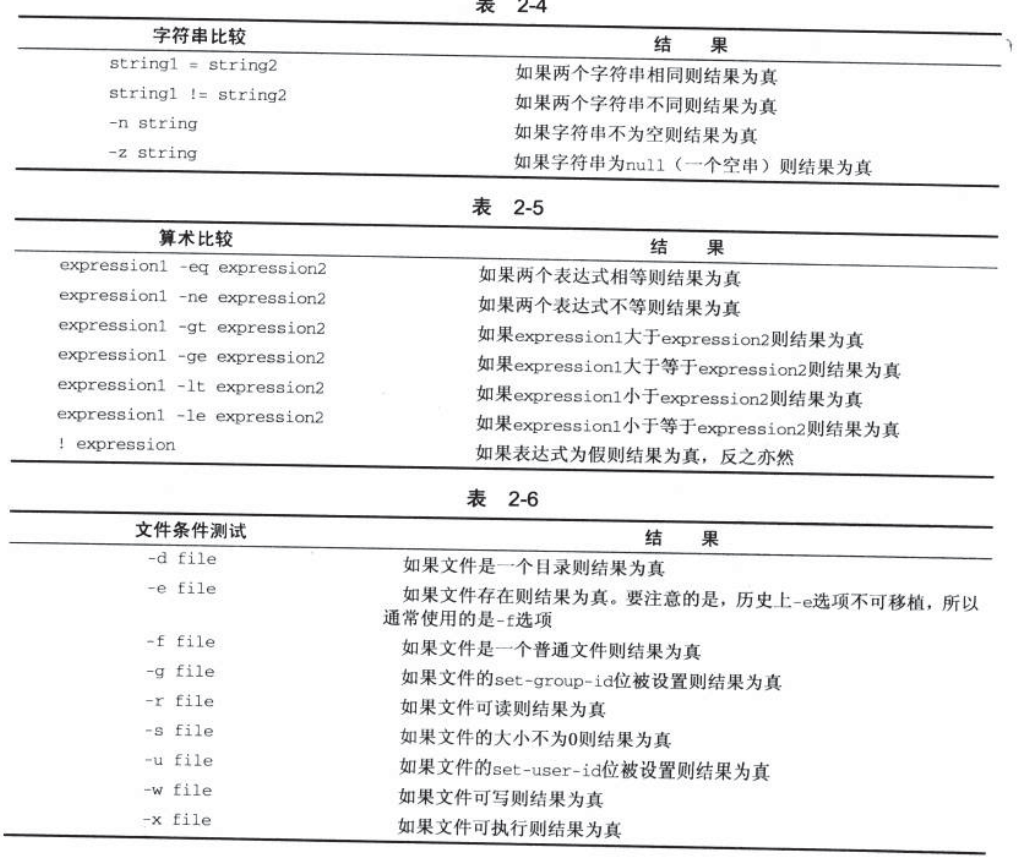 表 2-4
字符串比较 结 果
string1 = string2 如果两个字符串相同则结果为真
string1 != string2 如果两个字符串不同则结果为真
-n string 如果字符串不为空则结果为真
-z string 如果字符串为null（一个空串）则结果为真
表 2-5
算术比较 结 果
expression1 -eq expression2 如果两个表达式相等则结果为真
expression1 -ne expression2 如果两个表达式不等则结果为真
expression1 -gt expression2 如果expression1大于expression2则结果为真
expression1 -ge expression2 如果expression1大于等于expression2则结果为真
expression1 -lt expression2 如果expression1小于expression2则结果为真
expression1 -le expression2 如果expression1小于等于expression2则结果为真
! expression 如果表达式为假则结果为真，反之亦然
表 2-6
文件条件测试 结 果
-d file 如果文件是一个目录则结果为真
-e file 如果文件存在则结果为真。要注意的是，历史上-e选项不可移植，所以
通常使用的是-f选项
-f file 如果文件是一个普通文件则结果为真
-g file 如果文件的set-group-id位被设置则结果为真
-r file 如果文件可读则结果为真
-s file 如果文件的大小不为0则结果为真
-u file 如果文件的set-user-id位被设置则结果为真
-w file 如果文件可写则结果为真
-x file 如果文件可执行则结果为真